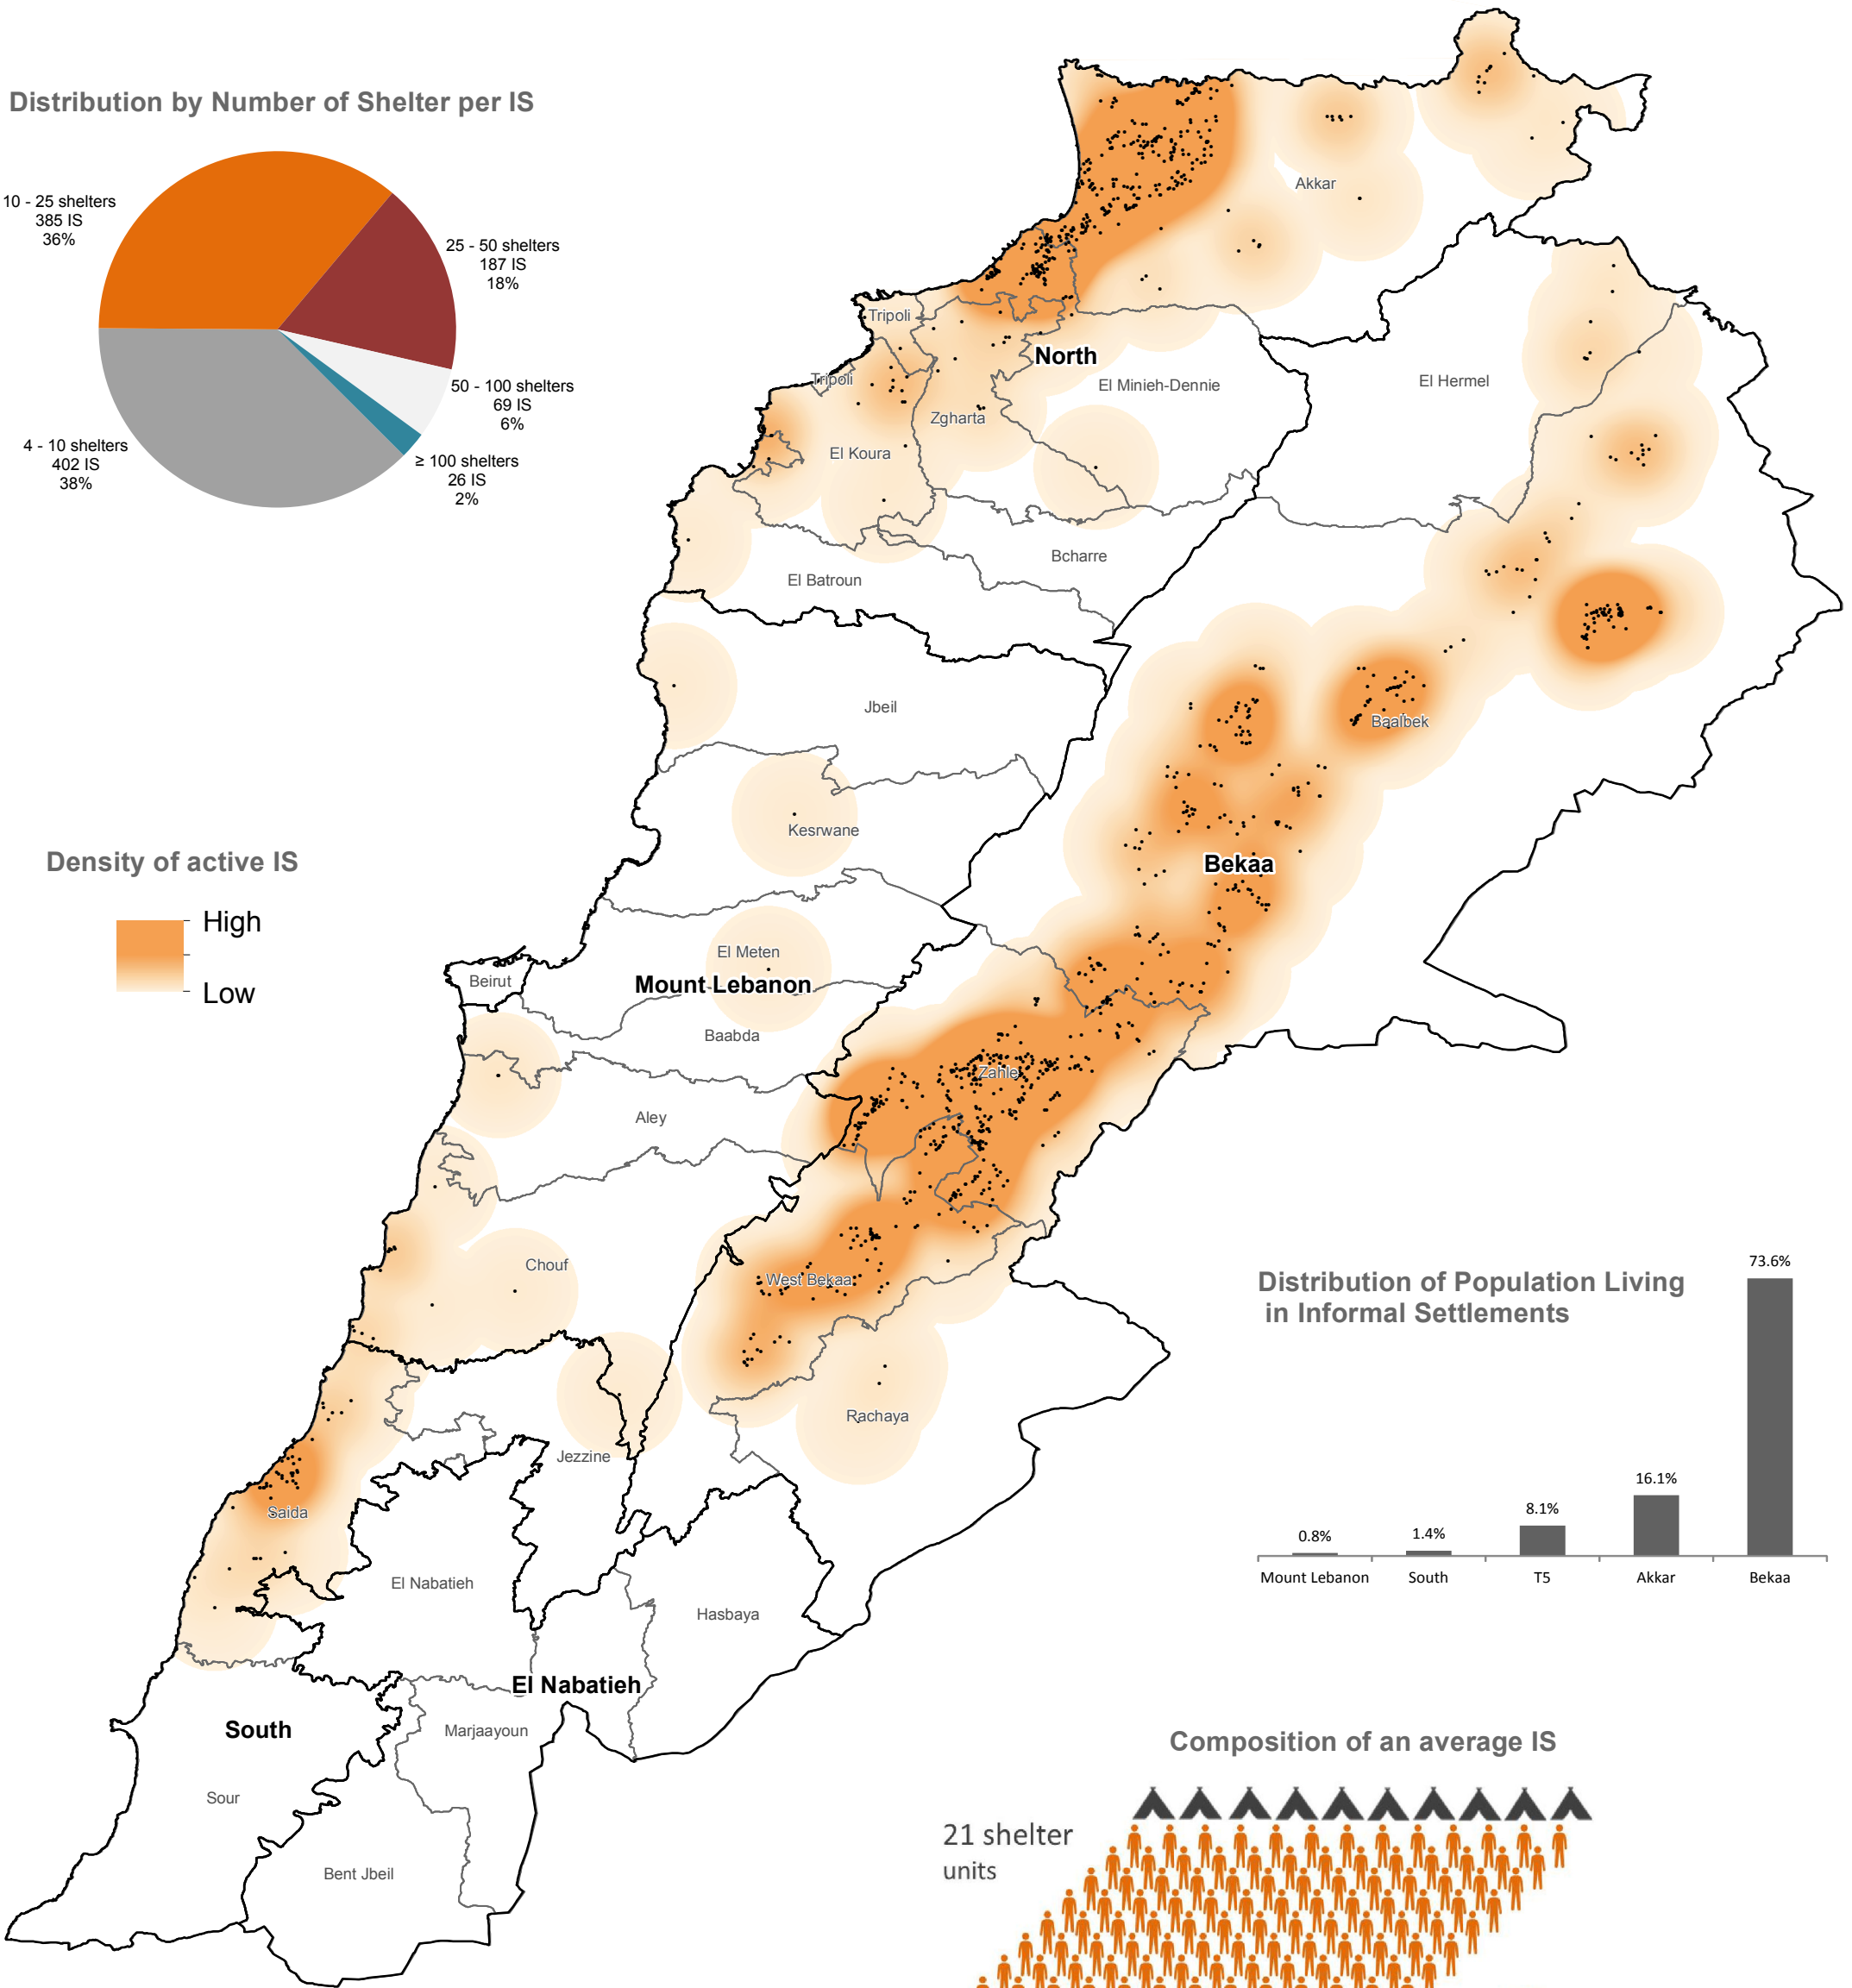 Distribution by Number of Shelter per IS
10 - 25 shelters
385 IS
36%
25 - 50 shelters
187 IS
18%
50 - 100 shelters
69 IS
6%
≥ 100 shelters
26 IS
2%
4 - 10 shelters
402 IS
38%
Akkar
Tripoli
North
Tripoli
El Minieh-Dennie
El Hermel
Zgharta
El Koura
Bcharre
El Batroun
Jbeil
Baalbek
Kesrwane
Bekaa
Density of active IS
High
Low
El Meten
Beirut
Mount Lebanon
Baabda
Zahle
Aley
Chouf
West Bekaa
Rachaya
Jezzine
Saida
El Nabatieh
Hasbaya
El Nabatieh
South
Marjaayoun
Sour
Bent Jbeil
Distribution of Population Living
in Informal Settlements
73.6%
16.1%
8.1%
1.4%
0.8%
Mount Lebanon
South
T5
Akkar
Bekaa
Composition of an average IS
21 shelter
units